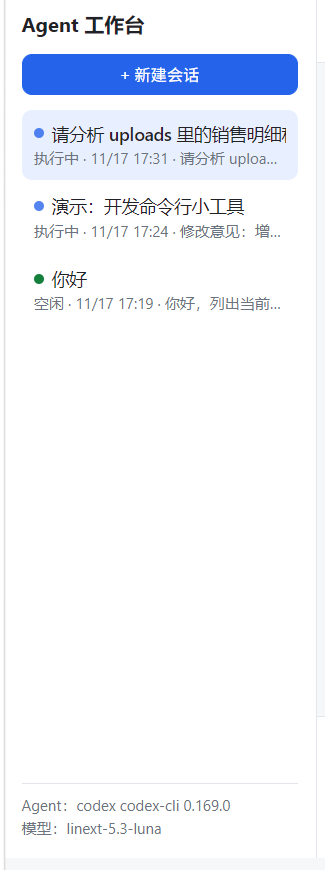 Agent 工作台
+ 新建会话
请分析 uploads 里的销售明细
执行中 · 11/17 17:31 · 请分析 uploa...
演示：开发命令行小工具
执行中 · 11/17 17:24 · 修改意见：增...
你好
空闲 · 11/17 17:19 · 你好，列出当前...
Agent：codex codex-cli 0.169.0
模型：linext-5.3-luna